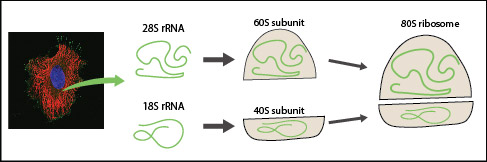 28S rRNA
60S subunit
80S ribosome
18S rRNA
40S subunit